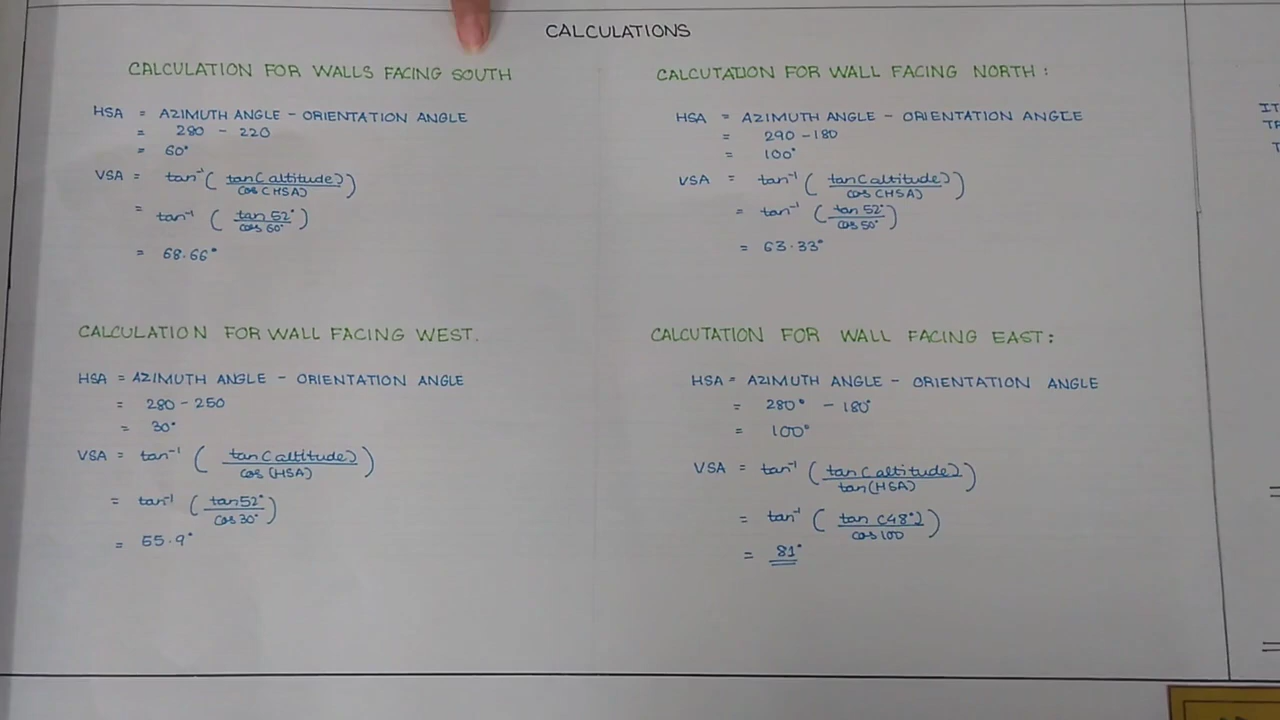 CALCULATIONS
CALCULATION FOR WALLS FACING SOUTH
HSA = AZIMUTH ANGLE - ORIENTATION ANGLE
= 280 - 220
= 60°
VSA = tan⁻¹ (tan(altitude)/cos(HSA))
= tan⁻¹ (tan 52°/cos 60°)
= 68.66°
CALCUTATION FOR WALL FACING NORTH :
HSA = AZIMUTH ANGLE - ORIENTATION ANGLE
= 290 - 180
= 100°
VSA = tan⁻¹ (tan(altitude)/cos(HSA))
= tan⁻¹ (tan 52°/cos 50°)
= 63.33°
CALCULATION FOR WALL FACING WEST.
HSA = AZIMUTH ANGLE - ORIENTATION ANGLE
= 280 - 250
= 30°
VSA = tan⁻¹ (tan(altitude)/cos(HSA))
= tan⁻¹ (tan 52°/cos 30°)
= 55.9°
CALCUTATION FOR WALL FACING EAST :
HSA = AZIMUTH ANGLE - ORIENTATION ANGLE
= 280° - 180°
= 100°
VSA = tan⁻¹ (tan(altitude)/tan(HSA))
= tan⁻¹ (tan (48°)/cos 100)
= 81°
IT